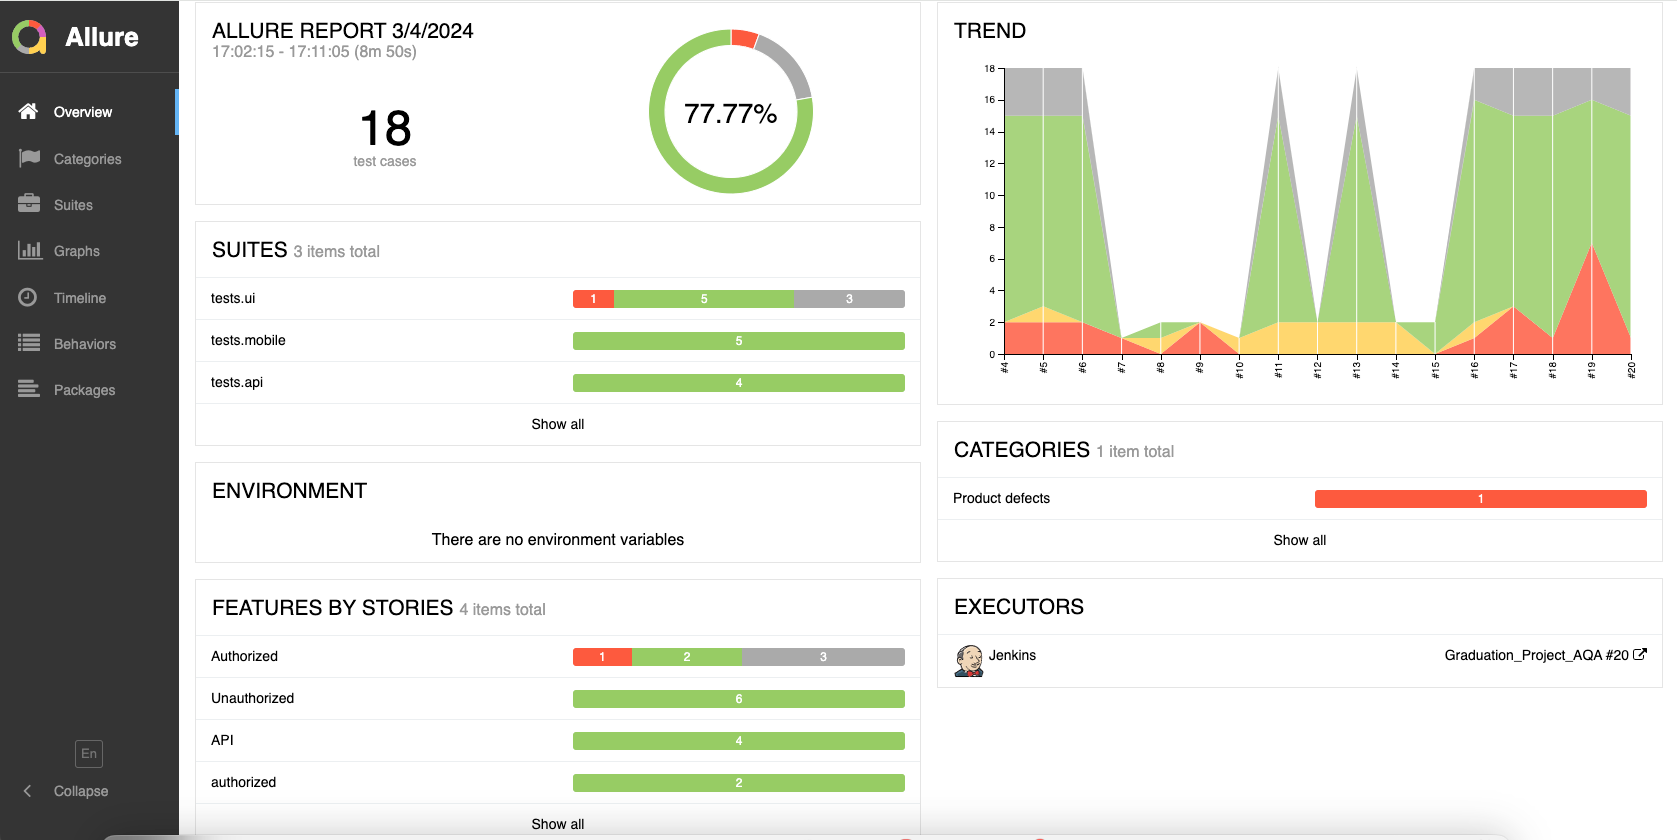 Allure
Overview
Categories
Suites
Graphs
Timeline
Behaviors
Packages
En
Collapse
ALLURE REPORT 3/4/2024
17:02:15 - 17:11:05 (8m 50s)
18
test cases
77.77%
SUITES 3 items total
tests.ui 1 5 3
tests.mobile 5
tests.api 4
Show all
ENVIRONMENT
There are no environment variables
FEATURES BY STORIES 4 items total
Authorized 1 2 3
Unauthorized 6
API 4
authorized 2
Show all
TREND
18
16
14
12
10
8
6
4
2
0
#4 #5 #6 #7 #8 #9 #10 #11 #12 #13 #14 #15 #16 #17 #18 #19 #20
CATEGORIES 1 item total
Product defects 1
Show all
EXECUTORS
Jenkins Graduation_Project_AQA #20